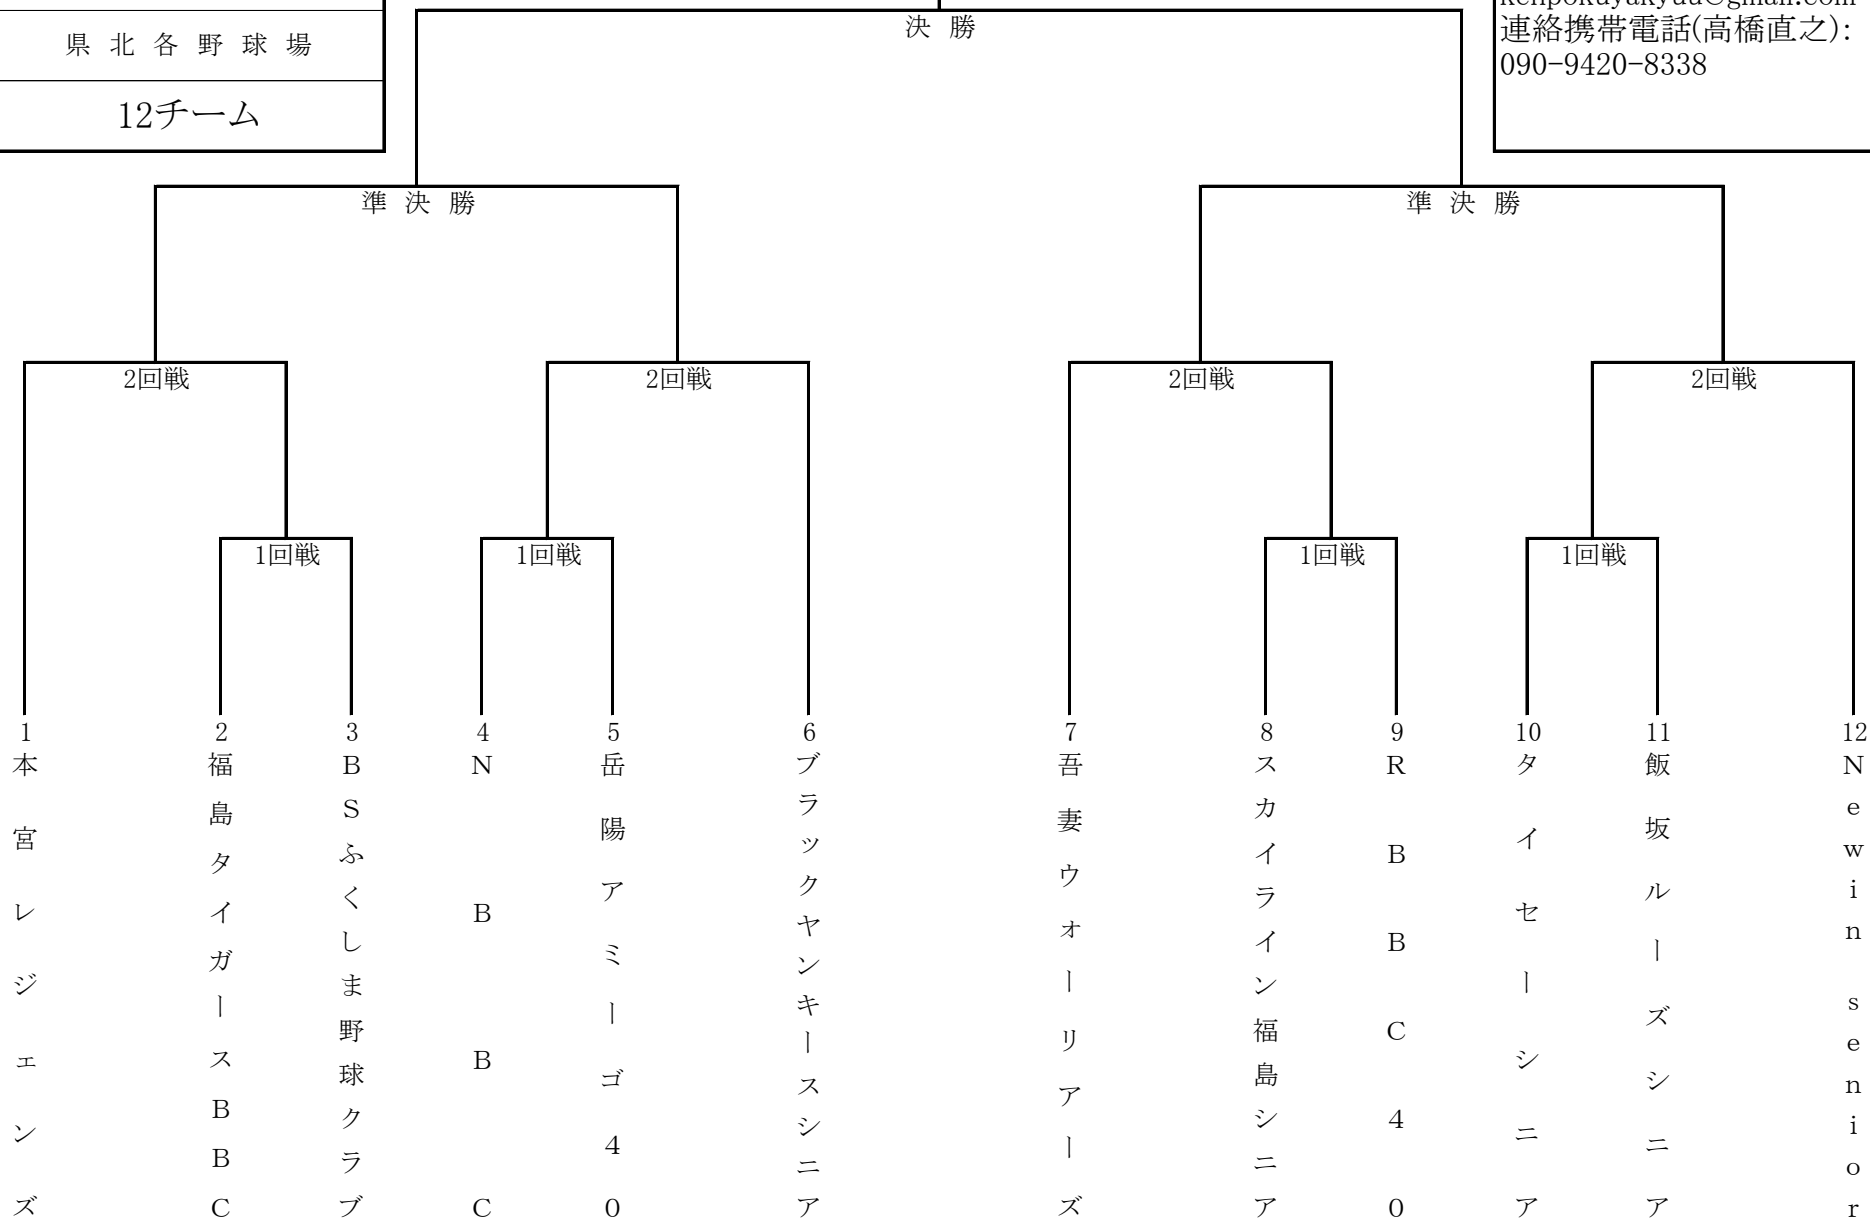 県北各野球場
12チーム
kenpokuyakyuu@gmail.com
連絡携帯電話(高橋直之):
090-9420-8338
決勝
準決勝
準決勝
2回戦
2回戦
2回戦
2回戦
1回戦
1回戦
1回戦
1回戦
1
本宮レジェンズ
2
福島タイガースBBC
3
BSふくしま野球クラブ
4
NBBC
5
岳陽アミーゴ40
6
ブラックヤンキースシニア
7
吾妻ウォーリアーズ
8
スカイライン福島シニア
9
RBBC40
10
タイセーシニア
11
飯坂ルーズシニア
12
Newin senior